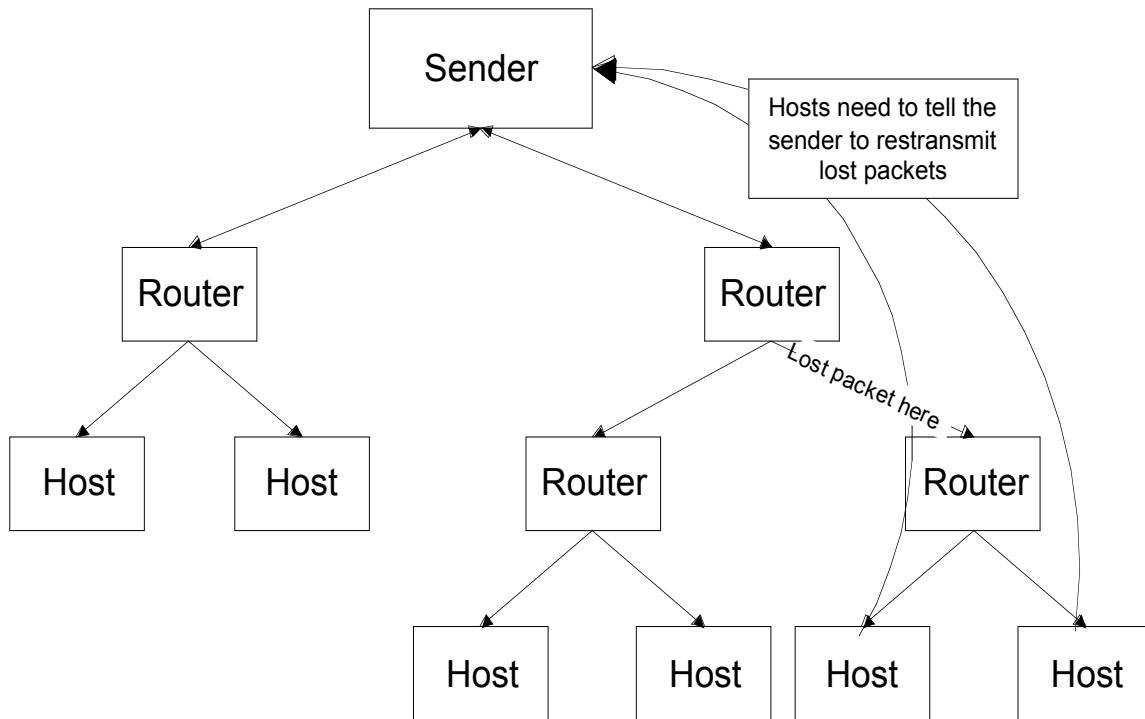 Sender
Hosts need to tell the
sender to restransmit
lost packets
Router
Router
Lost packet here
Host
Host
Router
Router
Host
Host
Host
Host